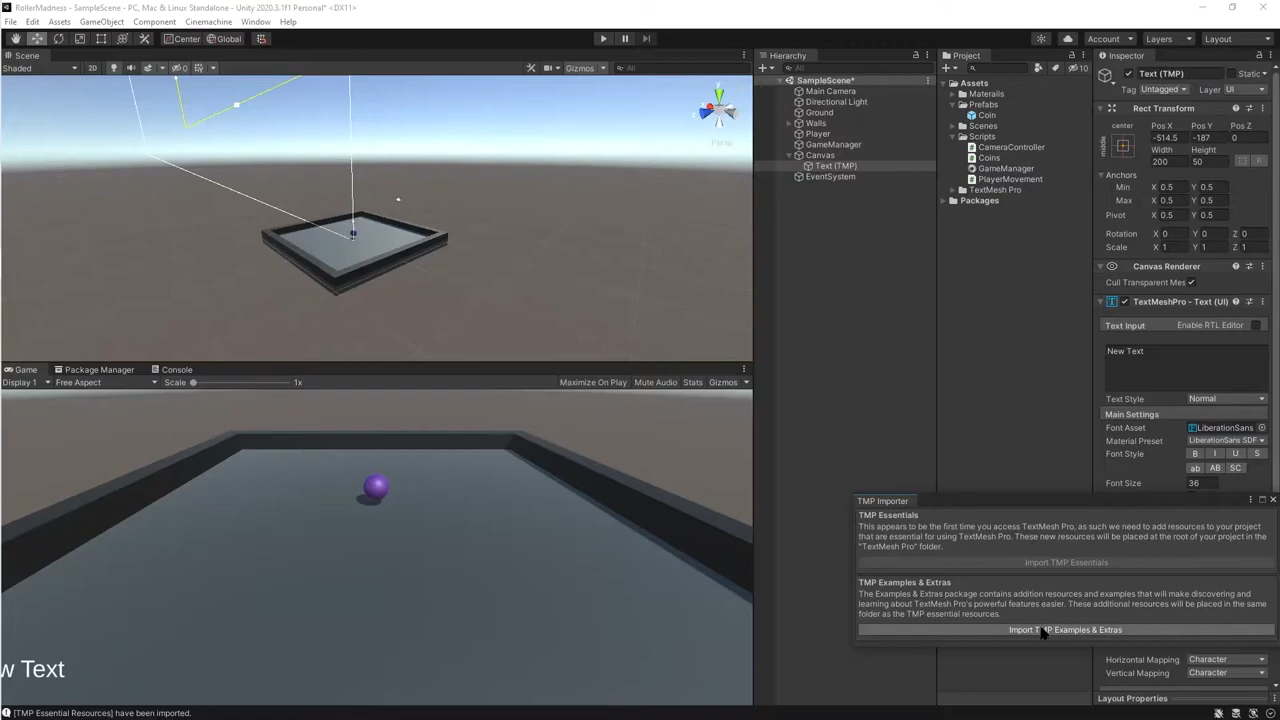 RollerMadness - SampleScene - PC, Mac & Linux Standalone - Unity 2020.3.1f1 Personal* <DX11>
File Edit Assets GameObject Component Cinemachine Window Help
Center Global
Account Layers Layout
Scene
Shaded 2D 0 Gizmos All
Persp
Game Package Manager Console
Display 1 Free Aspect Scale 1x Maximize On Play Mute Audio Stats Gizmos
w Text
[TMP Essential Resources] have been imported.
Hierarchy
All
SampleScene*
Main Camera
Directional Light
Ground
Walls
Player
GameManager
Canvas
Text (TMP)
EventSystem
Project
10
Assets
Materails
Prefabs
Coin
Scenes
Scripts
CameraController
Coins
GameManager
PlayerMovement
TextMesh Pro
Packages
Inspector
Text (TMP) Static
Tag Untagged Layer UI
Rect Transform
center Pos X Pos Y Pos Z
middle -514.5 -187 0
Width Height
200 50
Anchors
Min X 0.5 Y 0.5
Max X 0.5 Y 0.5
Pivot X 0.5 Y 0.5
Rotation X 0 Y 0 Z 0
Scale X 1 Y 1 Z 1
Canvas Renderer
Cull Transparent Mes
TextMeshPro - Text (UI)
Text Input Enable RTL Editor
New Text
Text Style Normal
Main Settings
Font Asset LiberationSans
Material Preset LiberationSans SDF
Font Style B I U S
ab AB SC
Font Size 36
TMP Importer
TMP Essentials
This appears to be the first time you access TextMesh Pro, as such we need to add resources to your project
that are essential for using TextMesh Pro. These new resources will be placed at the root of your project in the
"TextMesh Pro" folder.
Import TMP Essentials
TMP Examples & Extras
The Examples & Extras package contains addition resources and examples that will make discovering and
learning about TextMesh Pro's powerful features easier. These additional resources will be placed in the same
folder as the TMP essential resources.
Import TMP Examples & Extras
Horizontal Mapping Character
Vertical Mapping Character
Layout Properties